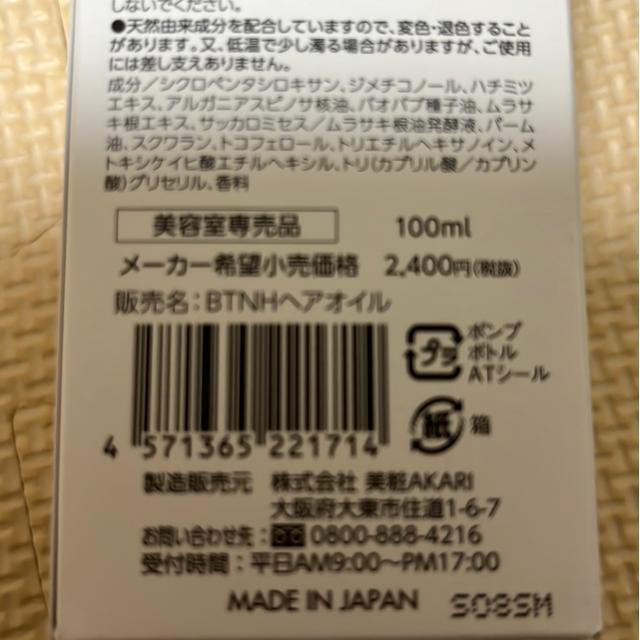 しないでください。
●天然由来成分を配合していますので、変色・退色すること
があります。又、低温で少し濁る場合がありますが、ご使用
には差し支えありません。
成分／シクロペンタシロキサン、ジメチコノール、ハチミツ
エキス、アルガニアスピノサ核油、バオバブ種子油、ムラサ
キ根エキス、サッカロミセス／ムラサキ根油発酵液、パーム
油、スクワラン、トコフェロール、トリエチルヘキサノイン、メ
トキシケイヒ酸エチルヘキシル、トリ(カプリル酸／カプリン
酸)グリセリル、香料
美容室専売品 100ml
メーカー希望小売価格 2,400円(税抜)
販売名：BTNHヘアオイル
プラ ポンプ
ボトル
ATシール
紙 箱
4 571365 221714
製造販売元 株式会社 美粧AKARI
大阪府大東市住道1-6-7
お問い合わせ先： 0800-888-4216
受付時間：平日AM9:00～PM17:00
MADE IN JAPAN SO8SM